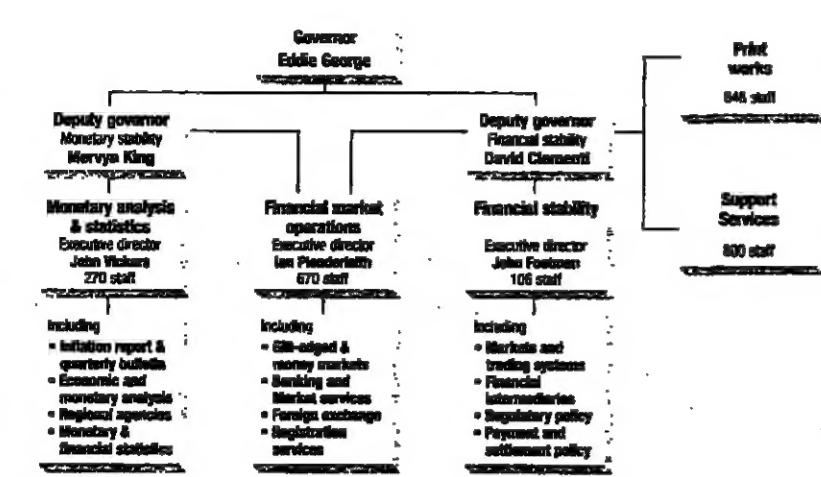 Governor
Eddie George
Deputy governor
Monetary stability
Mervyn King
Deputy governor
Financial stability
David Clementi
Print
works
646 staff
Support
Services
800 staff
Monetary analysis
& statistics
Executive director
John Vickers
270 staff
Financial market
operations
Executive director
Ian Plenderleith
670 staff
Financial stability
Executive director
John Footman
106 staff
Including
• Inflation report &
quarterly bulletin
• Economic and
monetary analysis
• Regional agencies
• Monetary &
financial statistics
Including
• Gilt-edged &
money markets
• Banking and
Market services
• Foreign exchange
• Registration
services
Including
• Markets and
trading systems
• Financial
intermediaries
• Regulatory policy
• Payment and
settlement policy